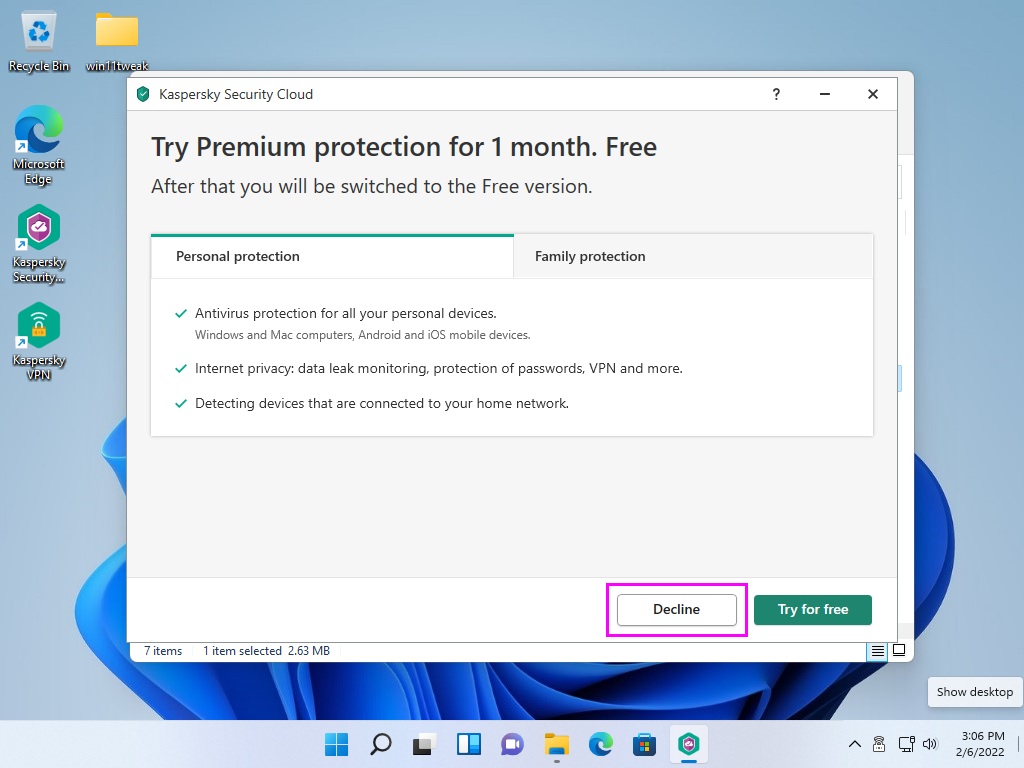 Recycle Bin
win11tweak
Microsoft
Edge
Kaspersky
Security...
Kaspersky
VPN
Kaspersky Security Cloud
?
Try Premium protection for 1 month. Free
After that you will be switched to the Free version.
Personal protection
Family protection
Antivirus protection for all your personal devices.
Windows and Mac computers, Android and iOS mobile devices.
Internet privacy: data leak monitoring, protection of passwords, VPN and more.
Detecting devices that are connected to your home network.
Decline
Try for free
7 items
1 item selected 2.63 MB
Show desktop
3:06 PM
2/6/2022